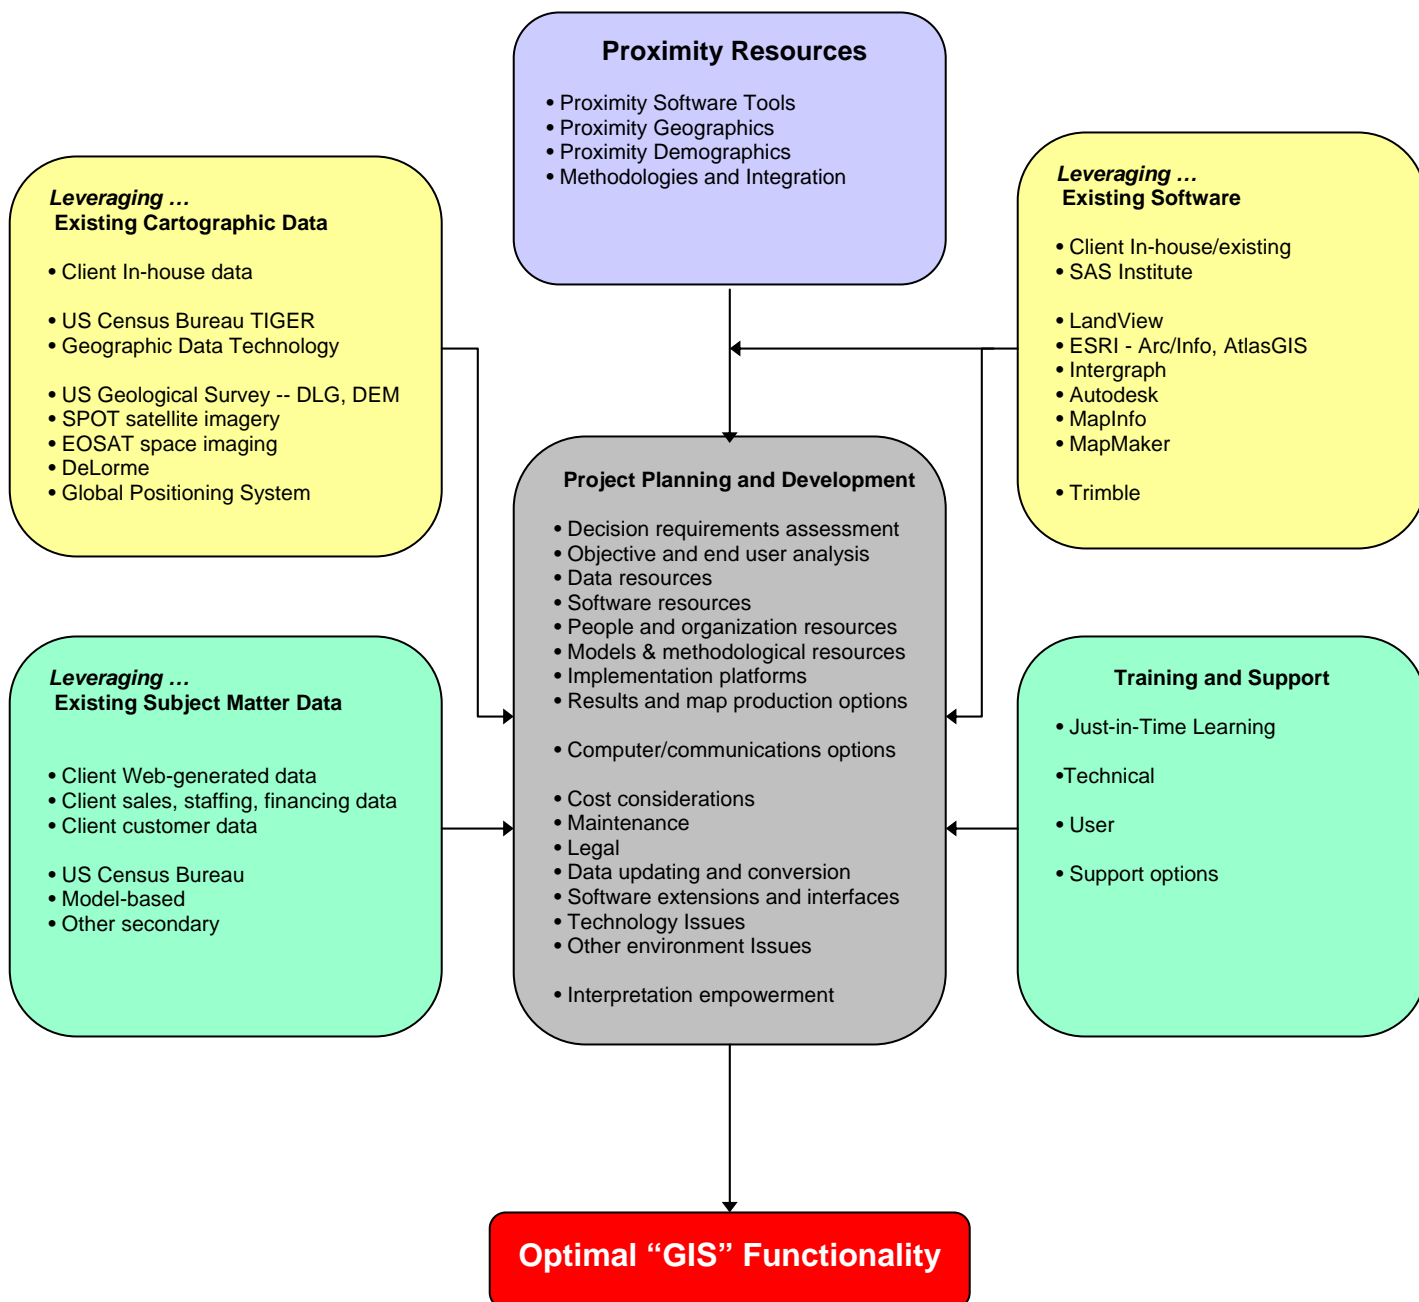 Proximity Resources
• Proximity Software Tools
• Proximity Geographics
• Proximity Demographics
• Methodologies and Integration
Leveraging …
Existing Cartographic Data
• Client In-house data
• US Census Bureau TIGER
• Geographic Data Technology
• US Geological Survey -- DLG, DEM
• SPOT satellite imagery
• EOSAT space imaging
• DeLorme
• Global Positioning System
Leveraging …
Existing Software
• Client In-house/existing
• SAS Institute
• LandView
• ESRI - Arc/Info, AtlasGIS
• Intergraph
• Autodesk
• MapInfo
• MapMaker
• Trimble
Project Planning and Development
• Decision requirements assessment
• Objective and end user analysis
• Data resources
• Software resources
• People and organization resources
• Models & methodological resources
• Implementation platforms
• Results and map production options
• Computer/communications options
• Cost considerations
• Maintenance
• Legal
• Data updating and conversion
• Software extensions and interfaces
• Technology Issues
• Other environment Issues
• Interpretation empowerment
Leveraging …
Existing Subject Matter Data
• Client Web-generated data
• Client sales, staffing, financing data
• Client customer data
• US Census Bureau
• Model-based
• Other secondary
Training and Support
• Just-in-Time Learning
•Technical
• User
• Support options
Optimal “GIS” Functionality